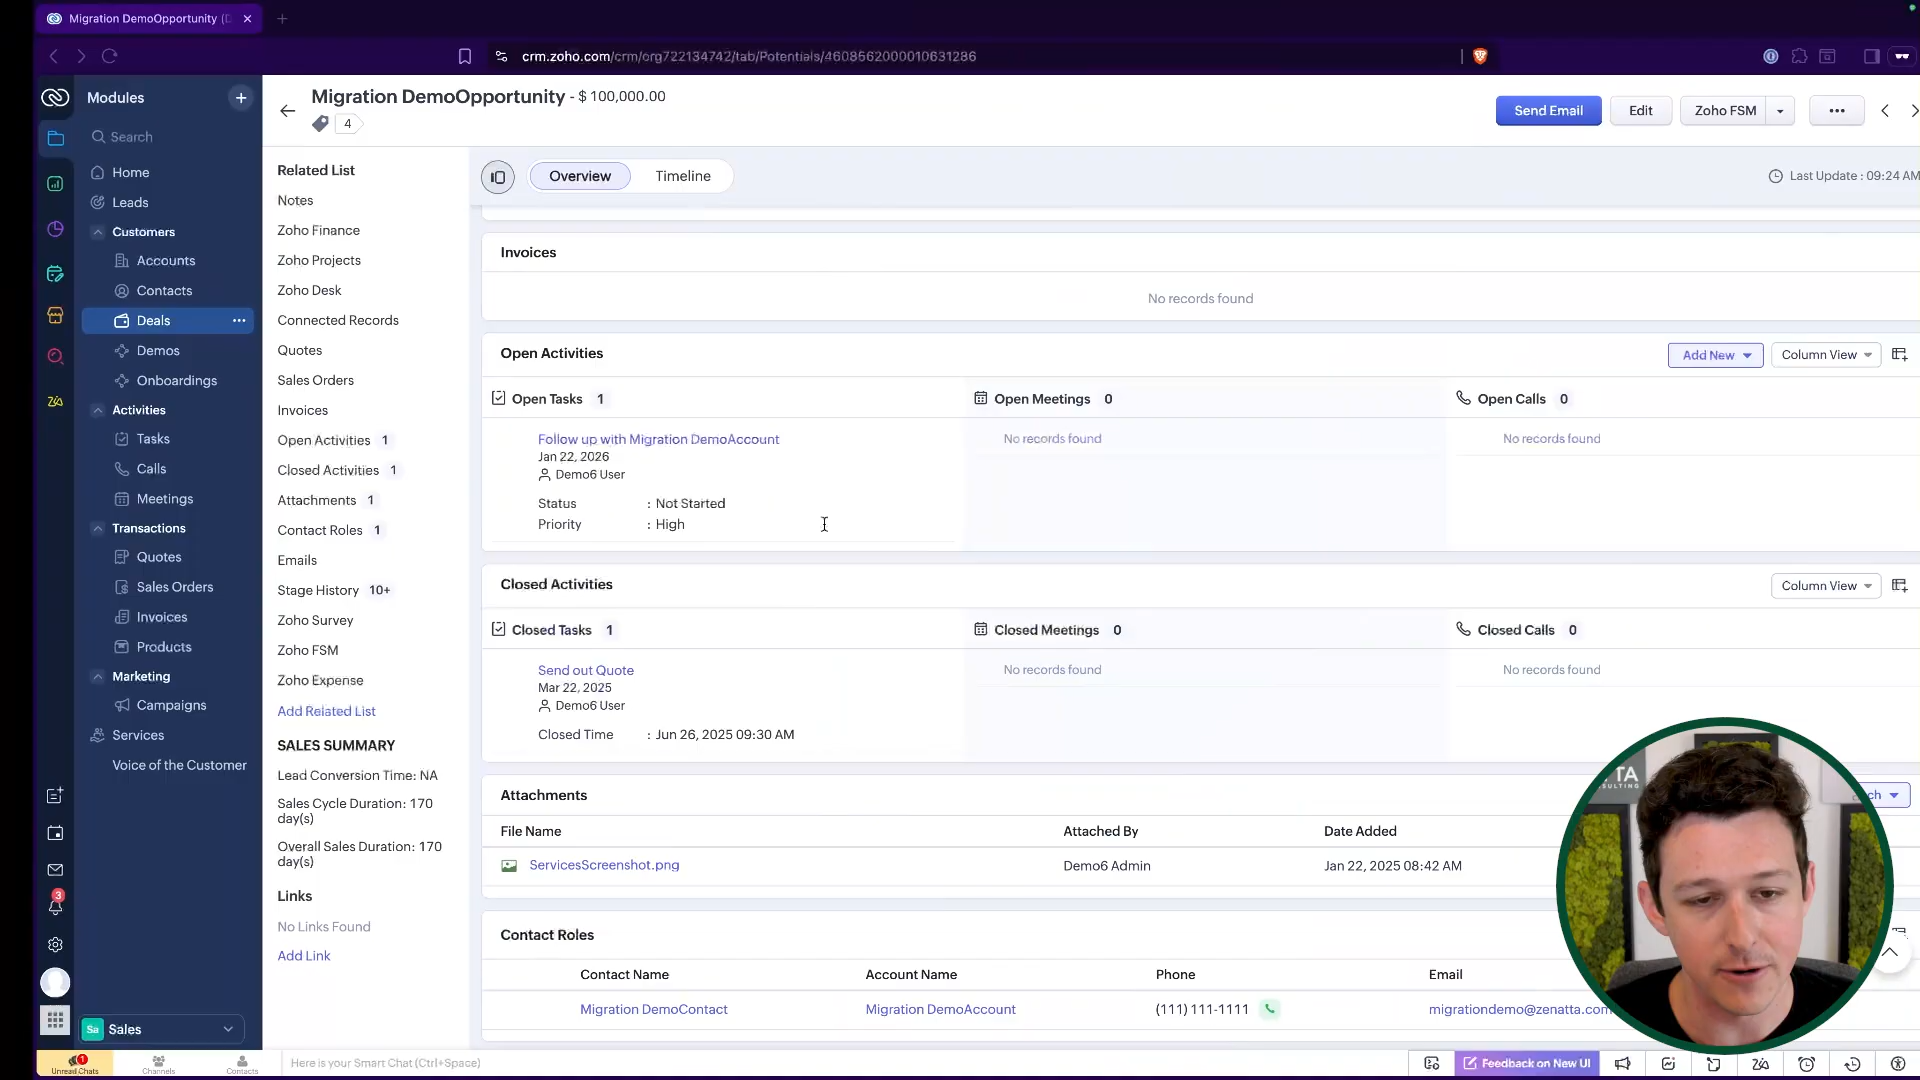 Migration DemoOpportunity (D
crm.zoho.com/crm/org722134742/tab/Potentials/4608562000010631286
Modules
Search
Home
Leads
Customers
Accounts
Contacts
Deals
Demos
Onboardings
Activities
Tasks
Calls
Meetings
Transactions
Quotes
Sales Orders
Invoices
Products
Marketing
Campaigns
Services
Voice of the Customer
3
Sa Sales
Migration DemoOpportunity - $ 100,000.00
4
Send Email
Edit
Zoho FSM
Related List
Notes
Zoho Finance
Zoho Projects
Zoho Desk
Connected Records
Quotes
Sales Orders
Invoices
Open Activities 1
Closed Activities 1
Attachments 1
Contact Roles 1
Emails
Stage History 10+
Zoho Survey
Zoho FSM
Zoho Expense
Add Related List
SALES SUMMARY
Lead Conversion Time: NA
Sales Cycle Duration: 170
day(s)
Overall Sales Duration: 170
day(s)
Links
No Links Found
Add Link
Overview
Timeline
Last Update : 09:24 AM
Invoices
No records found
Open Activities
Add New
Column View
Open Tasks 1
Open Meetings 0
Open Calls 0
Follow up with Migration DemoAccount
Jan 22, 2026
Demo6 User
Status : Not Started
Priority : High
No records found
No records found
Closed Activities
Column View
Closed Tasks 1
Closed Meetings 0
Closed Calls 0
Send out Quote
Mar 22, 2025
Demo6 User
Closed Time : Jun 26, 2025 09:30 AM
No records found
No records found
Attachments
File Name
Attached By
Date Added
ServicesScreenshot.png
Demo6 Admin
Jan 22, 2025 08:42 AM
Contact Roles
Contact Name
Account Name
Phone
Email
Migration DemoContact
Migration DemoAccount
(111) 111-1111
migrationdemo@zenatta.com
1
Unread Chats
Channels
Contacts
Here is your Smart Chat (Ctrl+Space)
Feedback on New UI